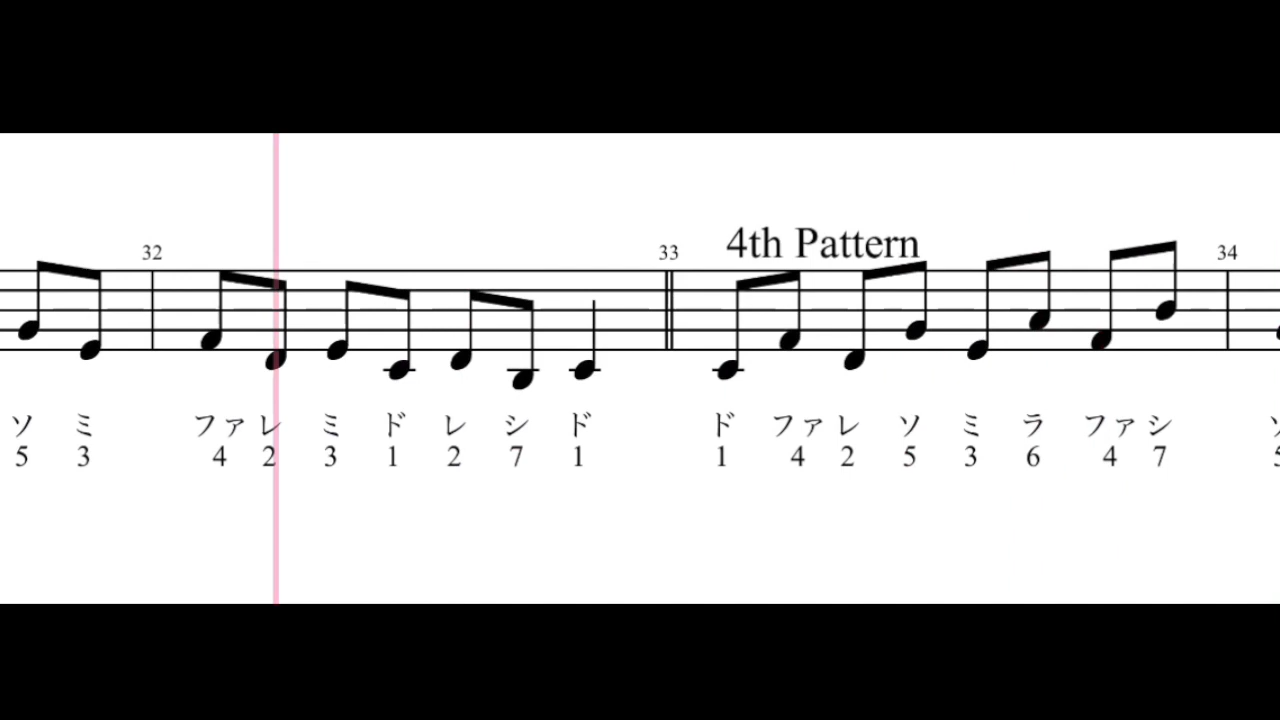 32
33
4th Pattern
34
ソ ミ ファ レ ミ ド レ シ ド ド ファ レ ソ ミ ラ ファ シ
5 3 4 2 3 1 2 7 1 1 4 2 5 3 6 4 7